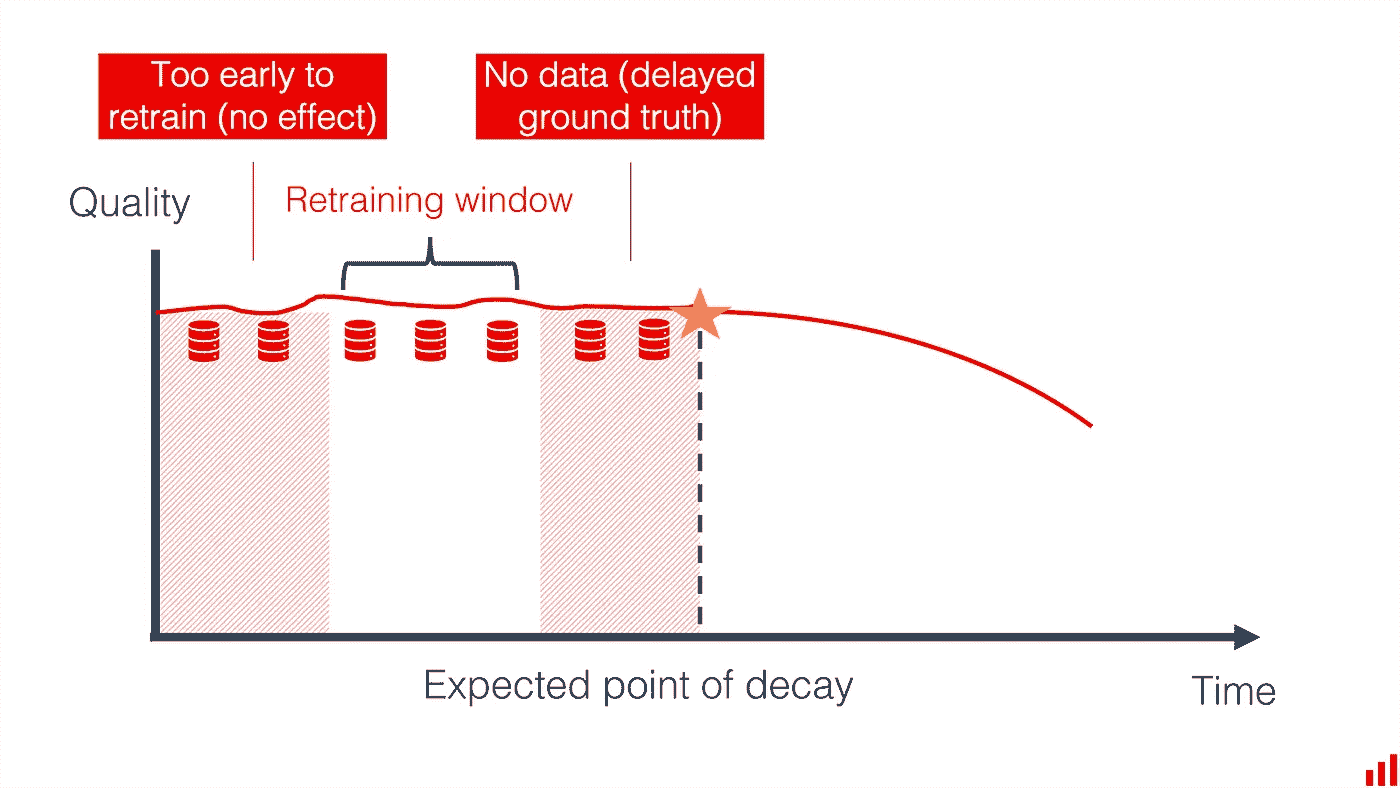 Too early to
retrain (no effect)
No data (delayed
ground truth)
Quality
Retraining window
Expected point of decay
Time